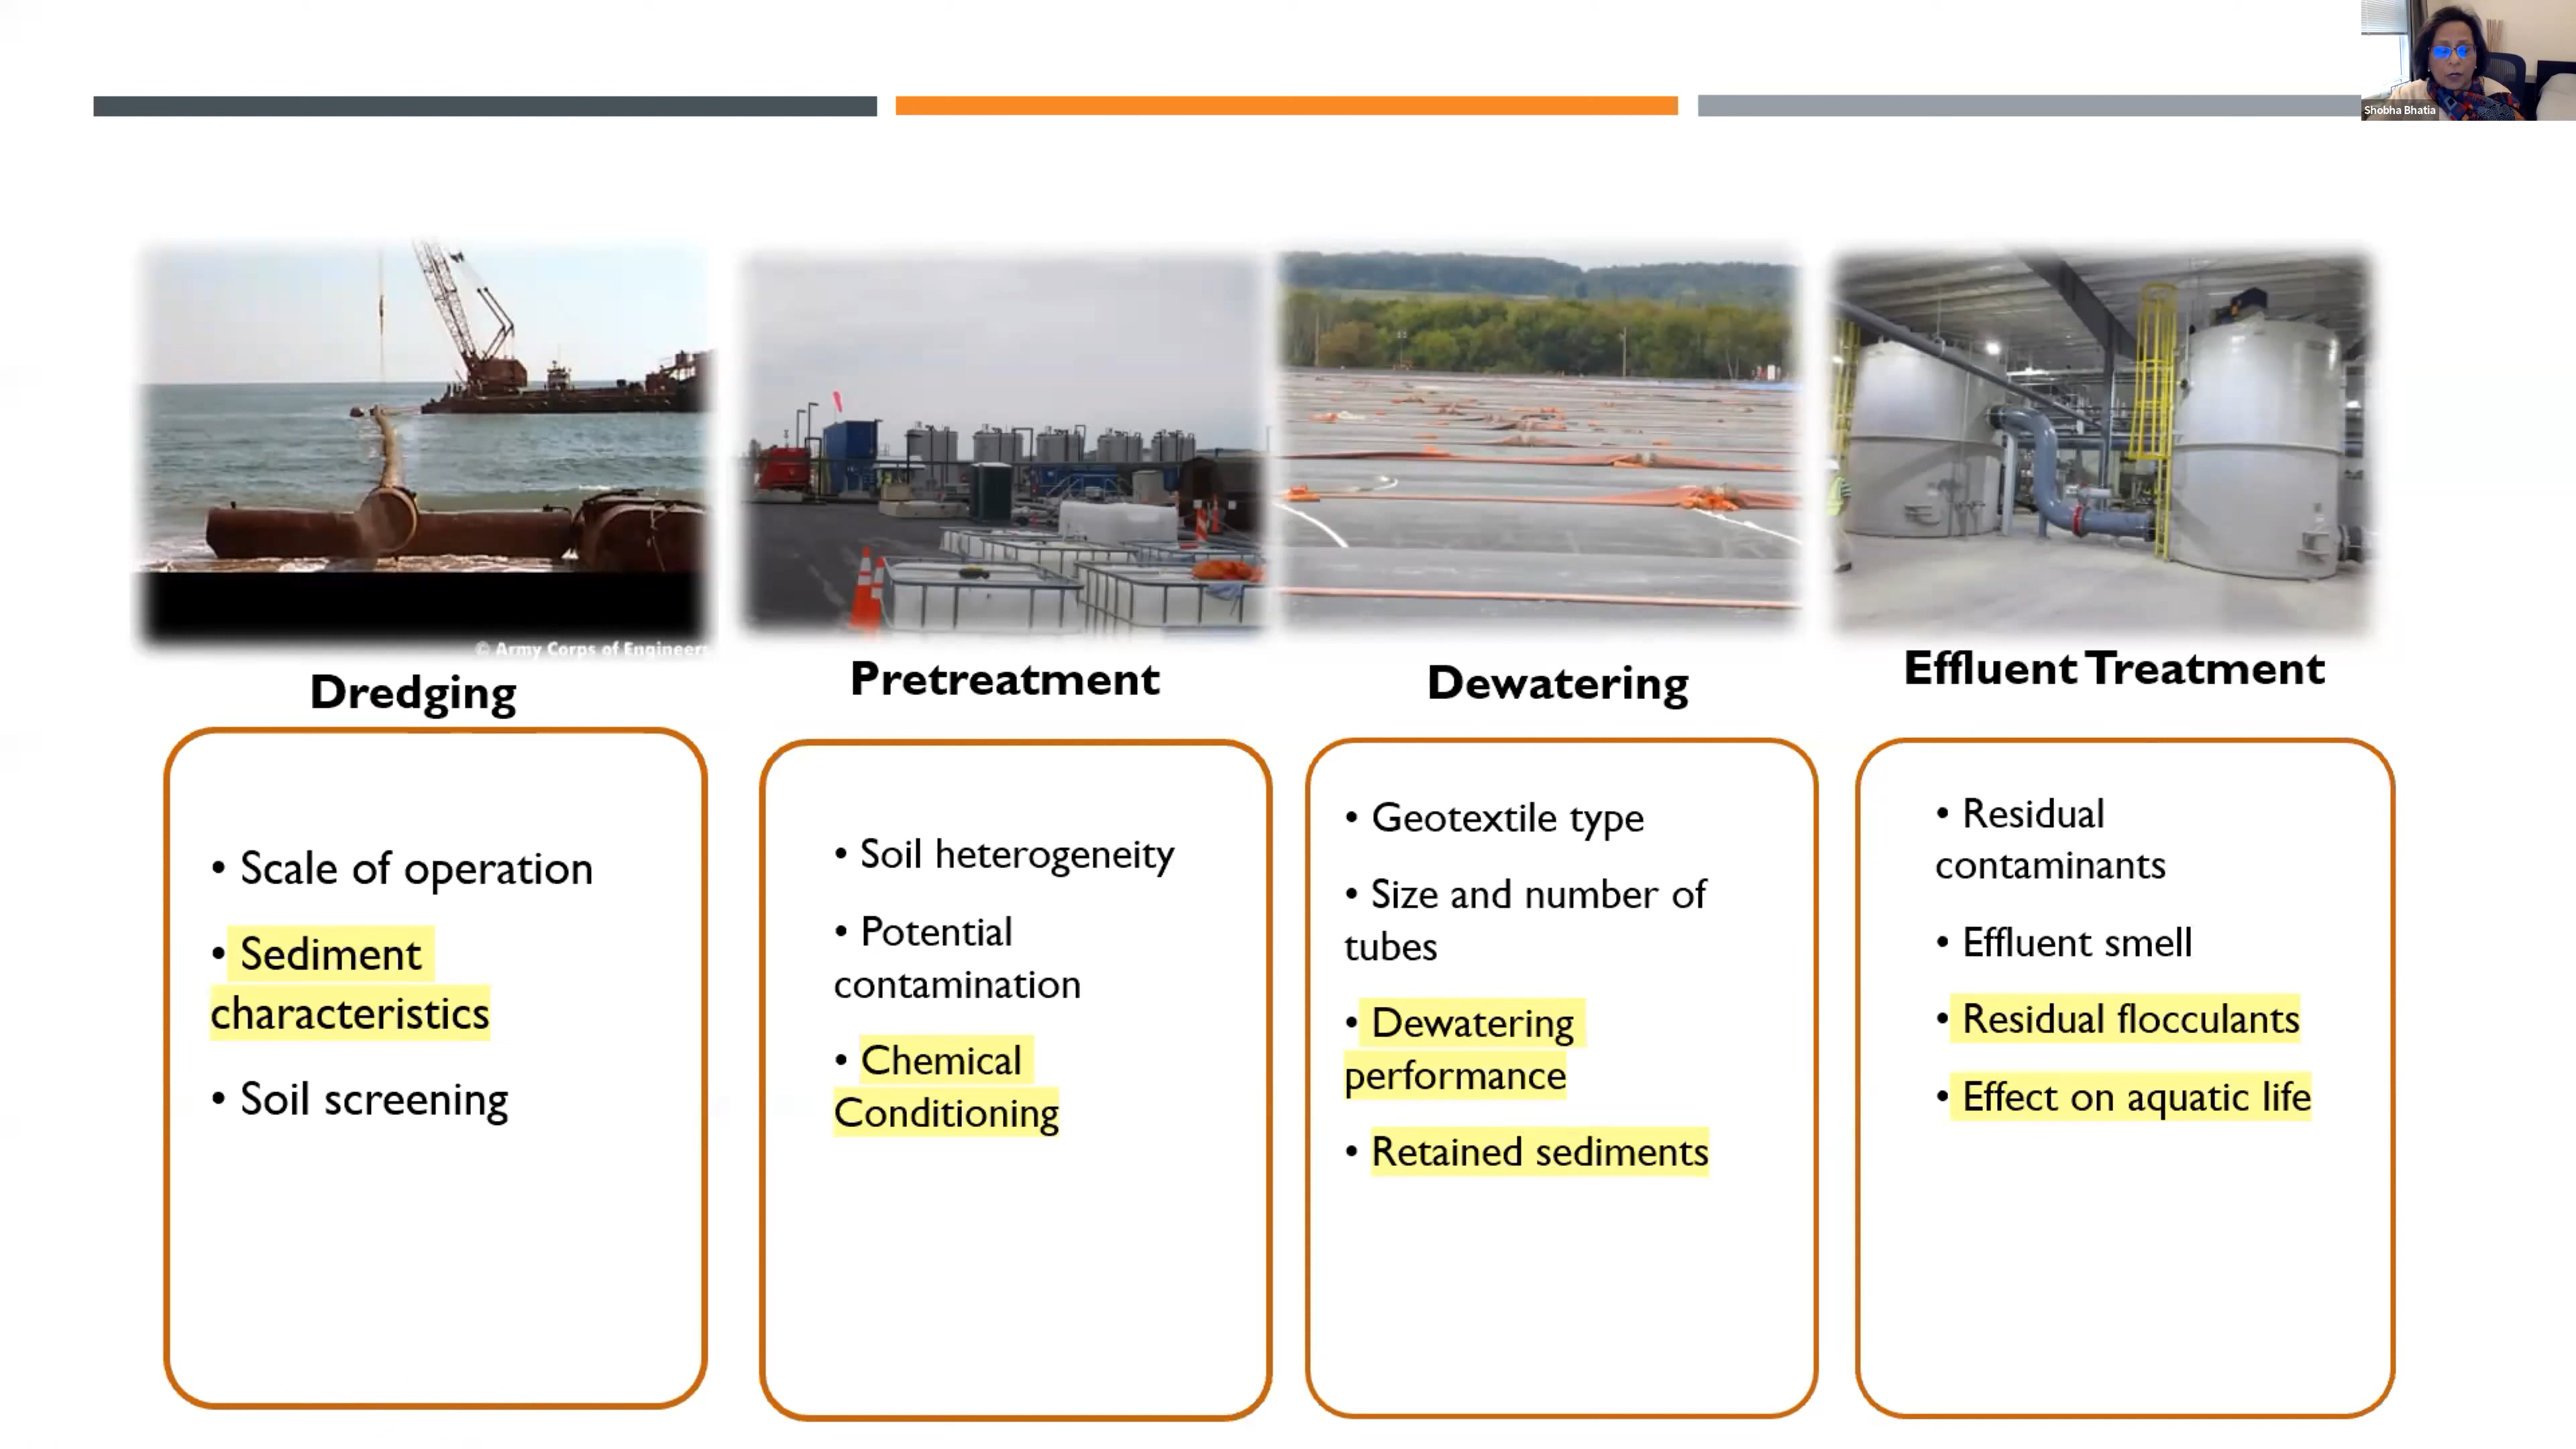 Shobha Bhatia
© Army Corps of Engineers
Dredging
• Scale of operation
• Sediment
characteristics
• Soil screening
Pretreatment
• Soil heterogeneity
• Potential
contamination
• Chemical
Conditioning
Dewatering
• Geotextile type
• Size and number of
tubes
• Dewatering
performance
• Retained sediments
Effluent Treatment
• Residual
contaminants
• Effluent smell
• Residual flocculants
• Effect on aquatic life